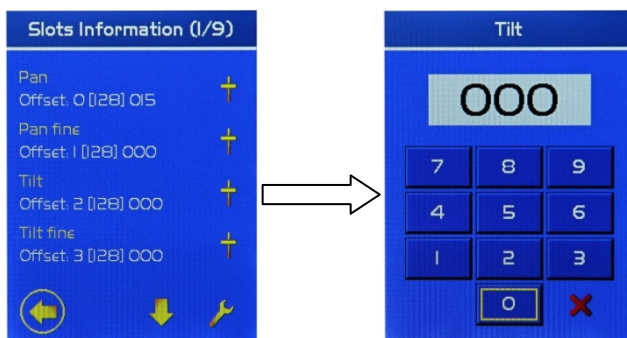 Slots Information (1/9)
Pan
Offset: 0 [128] 015
Pan fine
Offset: 1 [128] 000
Tilt
Offset: 2 [128] 000
Tilt fine
Offset: 3 [128] 000
Tilt
000
7 8 9
4 5 6
1 2 3
0